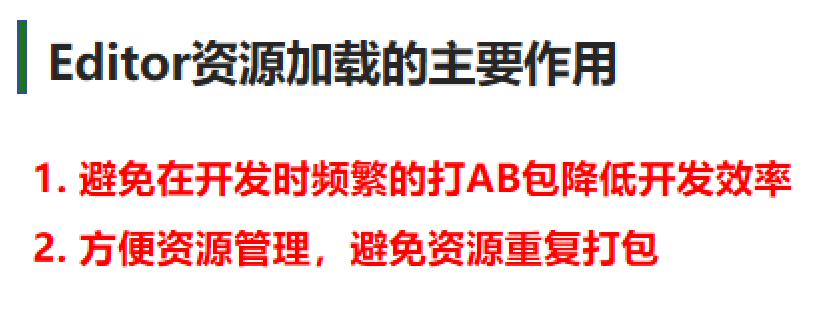 Editor资源加载的主要作用
1. 避免在开发时频繁的打AB包降低开发效率
2. 方便资源管理，避免资源重复打包